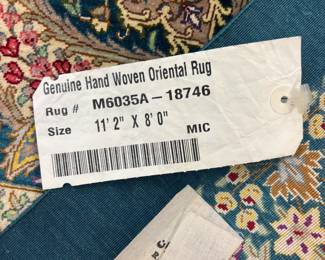 Genuine Hand Woven Oriental Rug
Rug # M6035A-18746
Size 11' 2" X 8' 0"
MIC